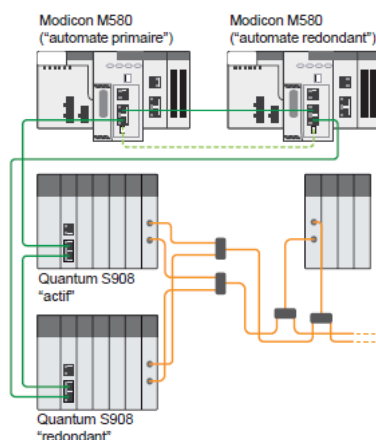 Modicon M580
(“automate primaire”)
Modicon M580
(“automate redondant”)
Quantum S908
“actif”
Quantum S908
“redondant”